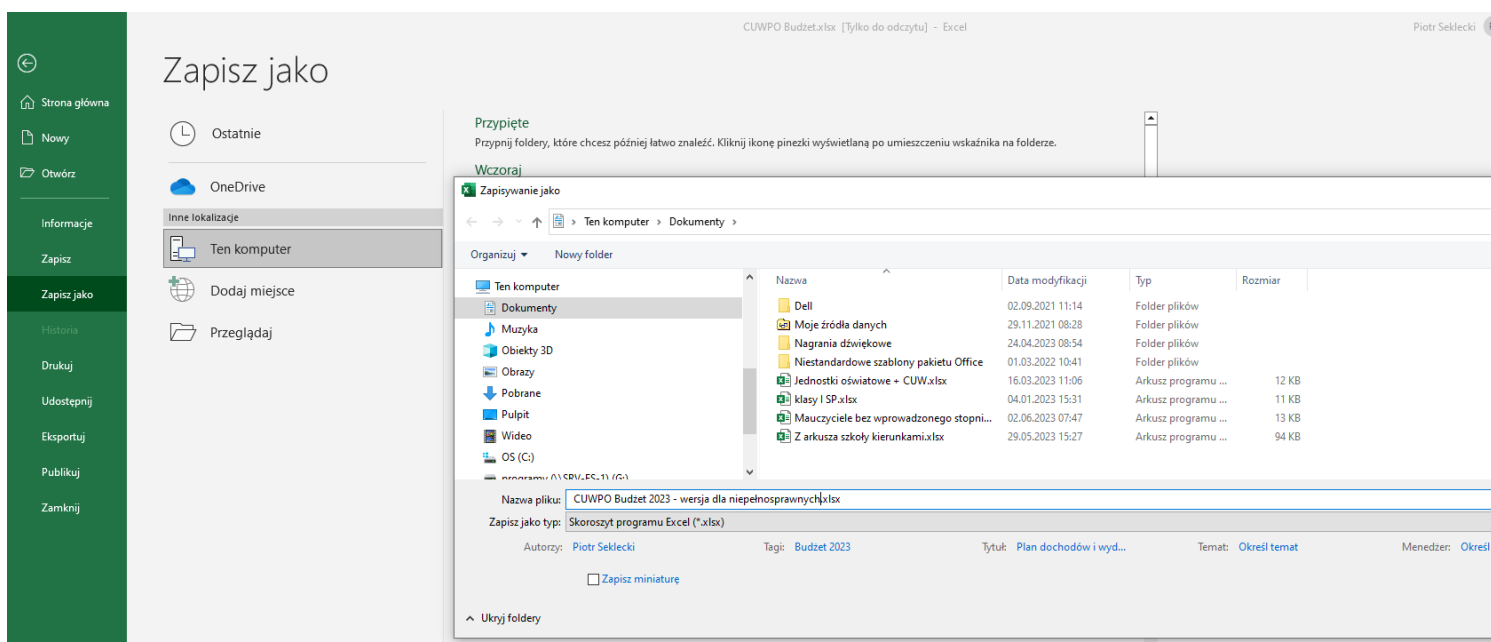 CUWPO Budżet.xlsx [Tylko do odczytu] - Excel
Piotr Seklecki
Zapisz jako
Strona główna
Nowy
Otwórz
Informacje
Zapisz
Zapisz jako
Historia
Drukuj
Udostępnij
Eksportuj
Publikuj
Zamknij
Ostatnie
OneDrive
Inne lokalizacje
Ten komputer
Dodaj miejsce
Przeglądaj
Przypięte
Przypnij foldery, które chcesz później łatwo znaleźć. Kliknij ikonę pinezki wyświetlaną po umieszczeniu wskaźnika na folderze.
Wczoraj
Zapisywanie jako
Ten komputer > Dokumenty >
Organizuj Nowy folder
Ten komputer
Dokumenty
Muzyka
Obiekty 3D
Obrazy
Pobrane
Pulpit
Wideo
OS (C:)
programy (\\SRV-FS-1) (G:)
Nazwa Data modyfikacji Typ Rozmiar
Dell 02.09.2021 11:14 Folder plików
Moje źródła danych 29.11.2021 08:28 Folder plików
Nagrania dźwiękowe 24.04.2023 08:54 Folder plików
Niestandardowe szablony pakietu Office 01.03.2022 10:41 Folder plików
Jednostki oświatowe + CUW.xlsx 16.03.2023 11:06 Arkusz programu ... 12 KB
klasy I SP.xlsx 04.01.2023 15:31 Arkusz programu ... 11 KB
Mauczyciele bez wprowadzonego stopni... 02.06.2023 07:47 Arkusz programu ... 13 KB
Z arkusza szkoły kierunkami.xlsx 29.05.2023 15:27 Arkusz programu ... 94 KB
Nazwa pliku: CUWPO Budżet 2023 - wersja dla niepełnosprawnych.xlsx
Zapisz jako typ: Skoroszyt programu Excel (*.xlsx)
Autorzy: Piotr Seklecki Tagi: Budżet 2023 Tytuł: Plan dochodów i wyd... Temat: Określ temat Menedżer: Określ
Zapisz miniaturę
Ukryj foldery